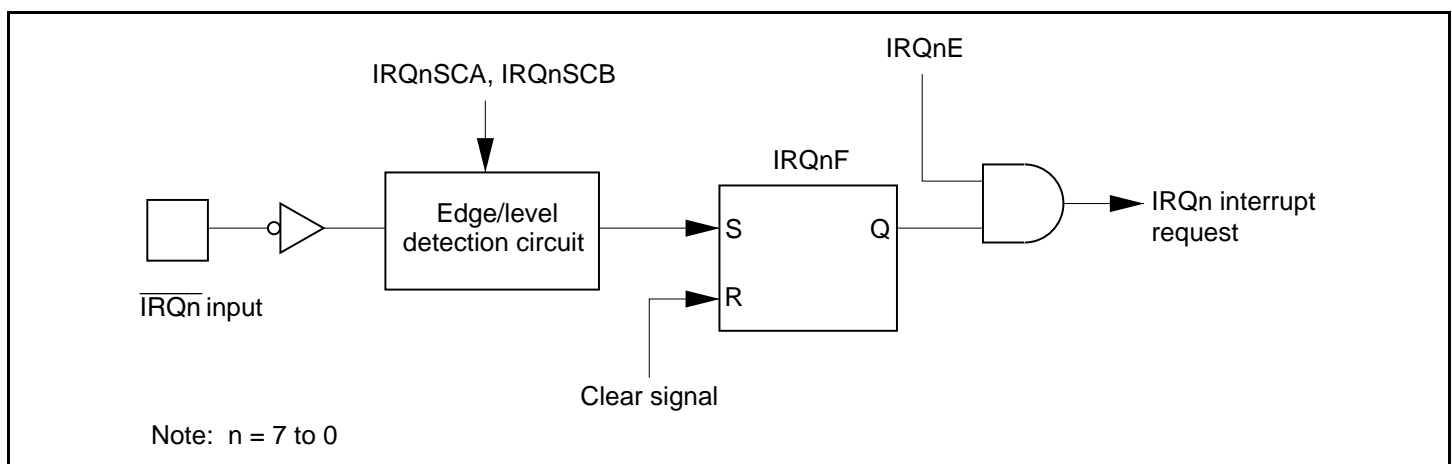 IRQnE
IRQnSCA, IRQnSCB
IRQnF
Edge/level
detection circuit
S
Q
R
IRQn interrupt
request
IRQn input
Clear signal
Note: n = 7 to 0